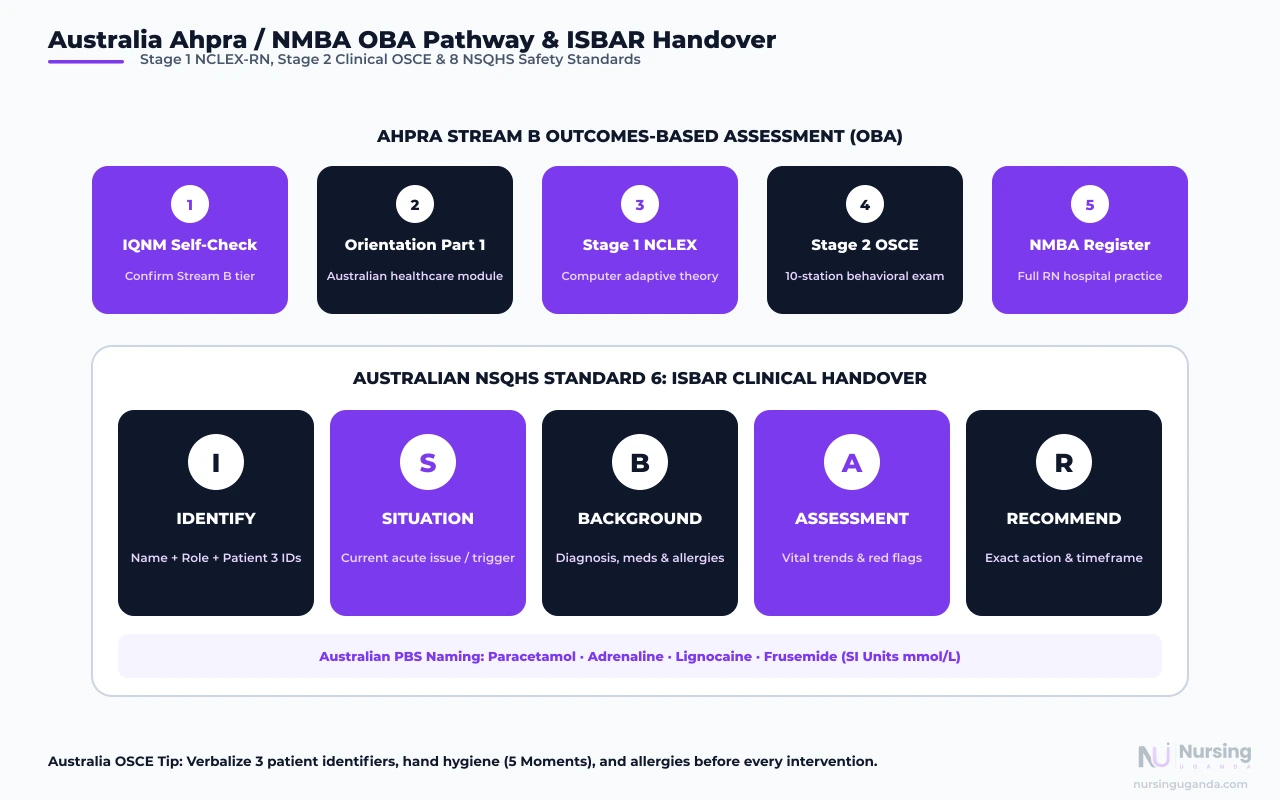 Australia Ahpra / NMBA OBA Pathway & ISBAR Handover
Stage 1 NCLEX-RN, Stage 2 Clinical OSCE & 8 NSQHS Safety Standards
AHPRA STREAM B OUTCOMES-BASED ASSESSMENT (OBA)
1
IQNM Self-Check
Confirm Stream B tier
2
Orientation Part 1
Australian healthcare module
3
Stage 1 NCLEX
Computer adaptive theory
4
Stage 2 OSCE
10-station behavioral exam
5
NMBA Register
Full RN hospital practice
AUSTRALIAN NSQHS STANDARD 6: ISBAR CLINICAL HANDOVER
I
IDENTIFY
Name + Role + Patient 3 IDs
S
SITUATION
Current acute issue / trigger
B
BACKGROUND
Diagnosis, meds & allergies
A
ASSESSMENT
Vital trends & red flags
R
RECOMMEND
Exact action & timeframe
Australian PBS Naming: Paracetamol · Adrenaline · Lignocaine · Frusemide (SI Units mmol/L)
Australia OSCE Tip: Verbalize 3 patient identifiers, hand hygiene (5 Moments), and allergies before every intervention.
NU Nursing
UGANDA
nursinguganda.com